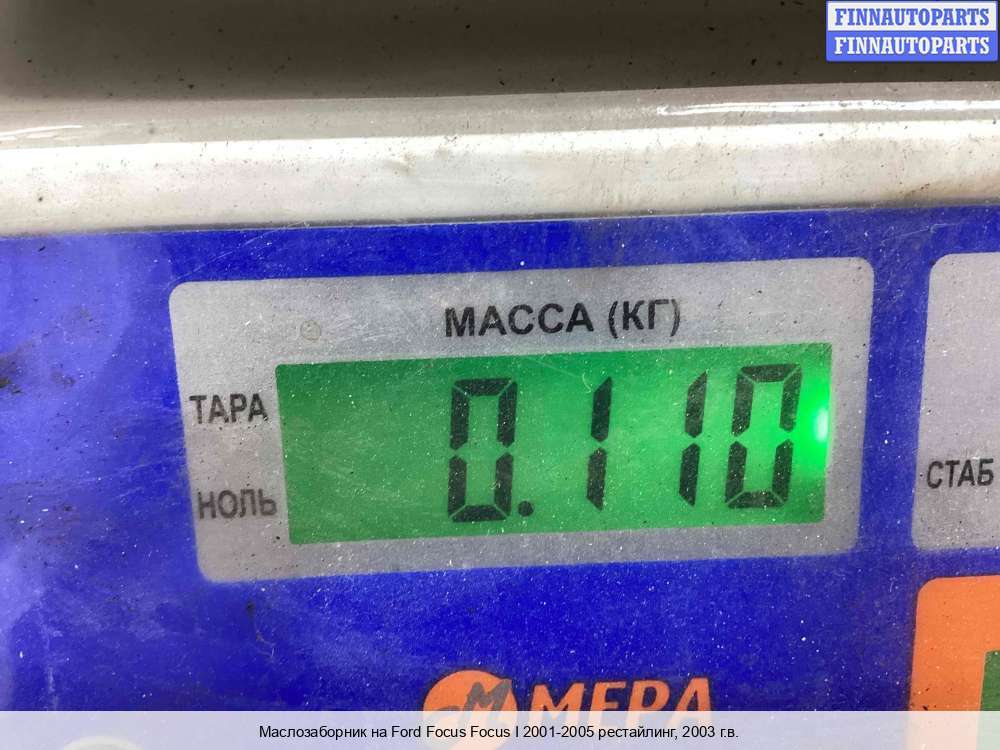 FINNAUTOPARTS
FINNAUTOPARTS
МАССА (КГ)
ТАРА
0.110
НОЛЬ
СТАБ
МЕРА
Маслозаборник на Ford Focus Focus I 2001-2005 рестайлинг, 2003 г.в.